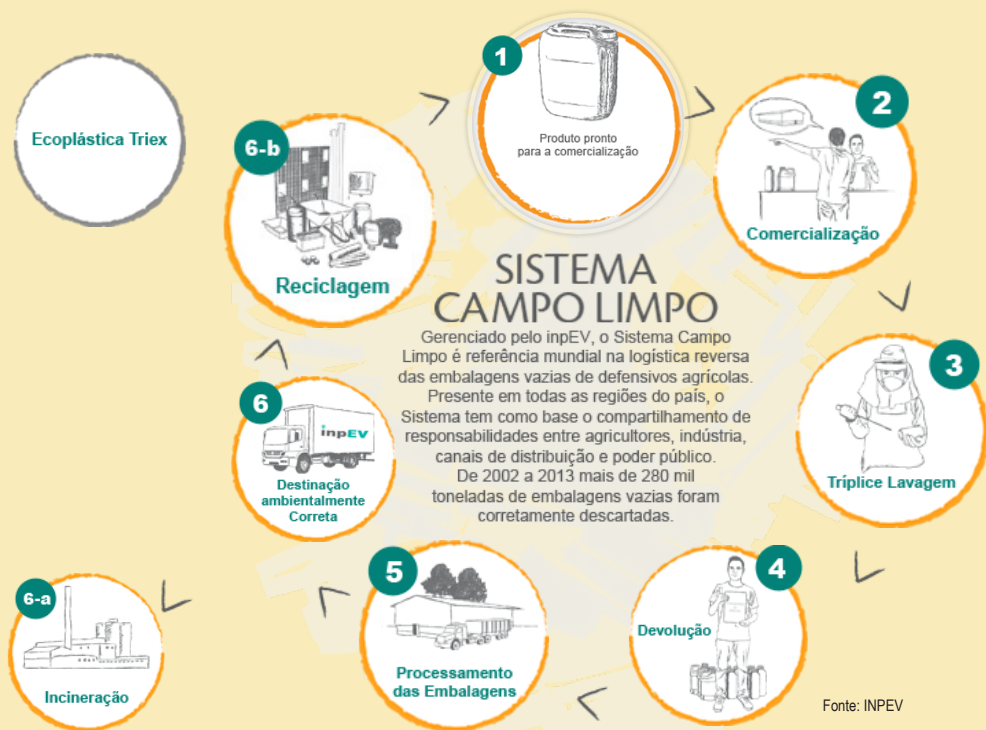 Ecoplástica Triex
1
Produto pronto
para a comercialização
2
Comercialização
3
Tríplice Lavagem
4
Devolução
5
Processamento
das Embalagens
6
inpEV
Destinação
ambientalmente
Correta
6-a
Incineração
6-b
Reciclagem
SISTEMA
CAMPO LIMPO
Gerenciado pelo inpEV, o Sistema Campo
Limpo é referência mundial na logística reversa
das embalagens vazias de defensivos agrícolas.
Presente em todas as regiões do país, o
Sistema tem como base o compartilhamento de
responsabilidades entre agricultores, indústria,
canais de distribuição e poder público.
De 2002 a 2013 mais de 280 mil
toneladas de embalagens vazias foram
corretamente descartadas.
Fonte: INPEV